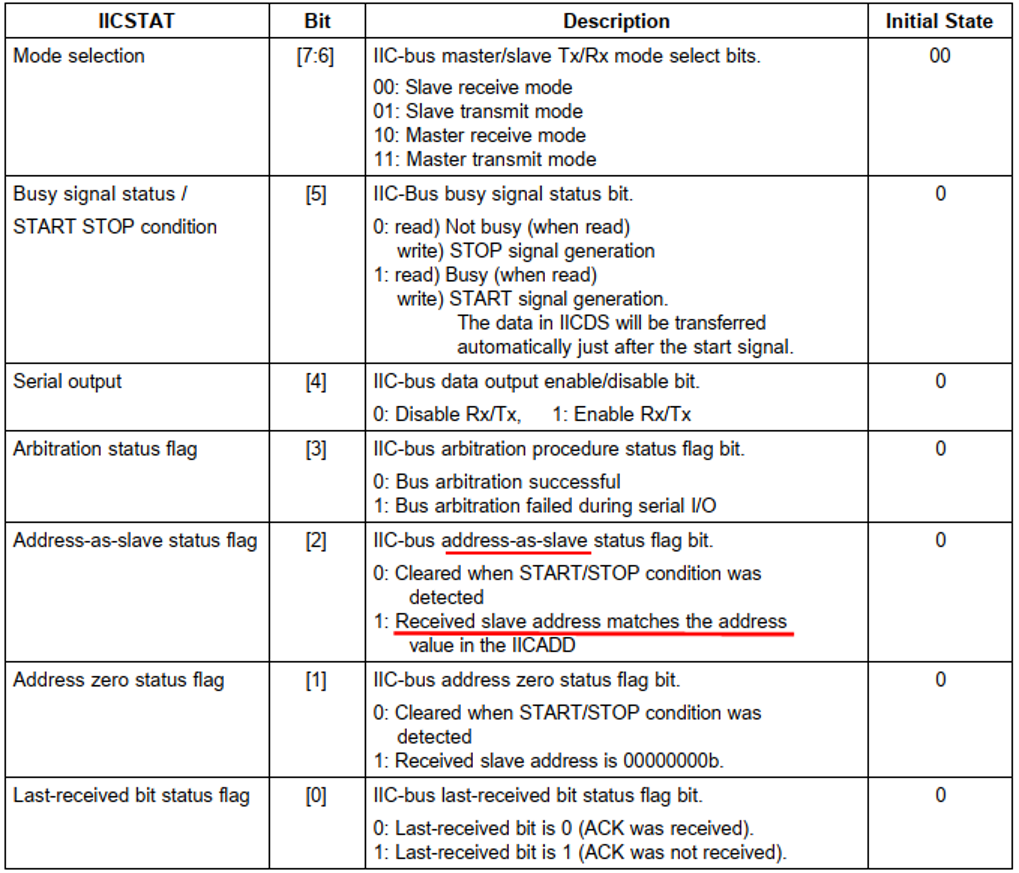 IICSTAT Bit Description Initial State
Mode selection [7:6] IIC-bus master/slave Tx/Rx mode select bits. 00
00: Slave receive mode
01: Slave transmit mode
10: Master receive mode
11: Master transmit mode
Busy signal status / [5] IIC-Bus busy signal status bit. 0
START STOP condition 0: read) Not busy (when read)
write) STOP signal generation
1: read) Busy (when read)
write) START signal generation.
The data in IICDS will be transferred
automatically just after the start signal.
Serial output [4] IIC-bus data output enable/disable bit. 0
0: Disable Rx/Tx, 1: Enable Rx/Tx
Arbitration status flag [3] IIC-bus arbitration procedure status flag bit. 0
0: Bus arbitration successful
1: Bus arbitration failed during serial I/O
Address-as-slave status flag [2] IIC-bus address-as-slave status flag bit. 0
0: Cleared when START/STOP condition was
detected
1: Received slave address matches the address
value in the IICADD
Address zero status flag [1] IIC-bus address zero status flag bit. 0
0: Cleared when START/STOP condition was
detected
1: Received slave address is 00000000b.
Last-received bit status flag [0] IIC-bus last-received bit status flag bit. 0
0: Last-received bit is 0 (ACK was received).
1: Last-received bit is 1 (ACK was not received).